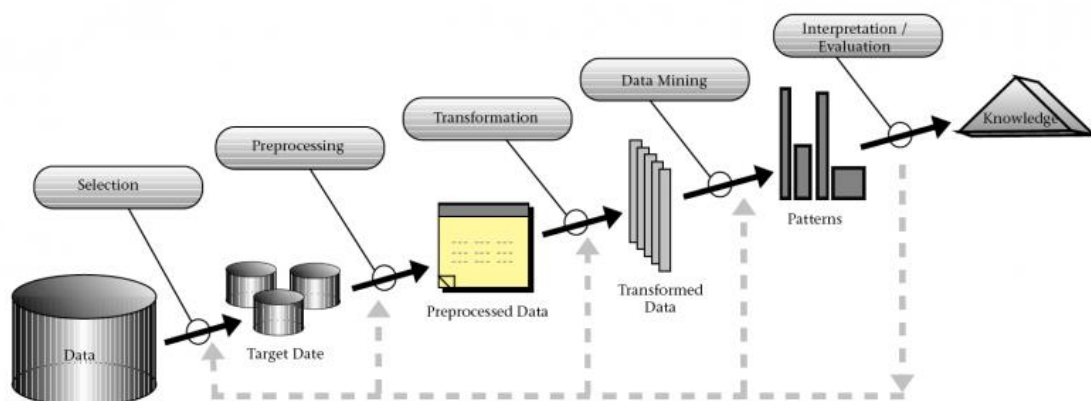 Interpretation /
Evaluation
Data Mining
Transformation
Preprocessing
Selection
Knowledge
Patterns
Transformed
Data
Preprocessed Data
Target Date
Data